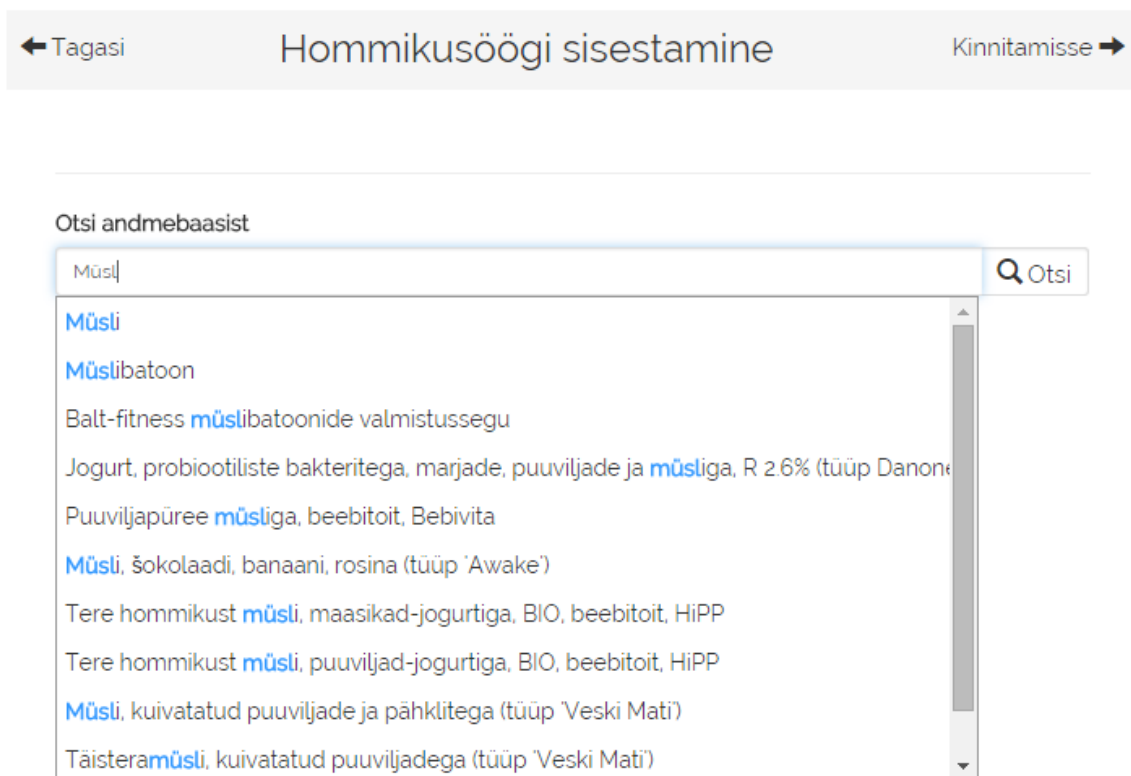 Tagasi Hommikusöögi sisestamine Kinnitamisse
Otsi andmebaasist
Müsl Otsi
Müsli
Müslibatoon
Balt-fitness müslibatoonide valmistussegu
Jogurt, probiootiliste bakteritega, marjade, puuviljade ja müsliga, R 2.6% (tüüp Danone
Puuviljapüree müsliga, beebitoit, Bebivita
Müsli, šokolaadi, banaani, rosina (tüüp 'Awake')
Tere hommikust müsli, maasikad-jogurtiga, BIO, beebitoit, HiPP
Tere hommikust müsli, puuviljad-jogurtiga, BIO, beebitoit, HiPP
Müsli, kuivatatud puuviljade ja pähklitega (tüüp 'Veski Mati')
Täisteramüsli, kuivatatud puuviljadega (tüüp 'Veski Mati')